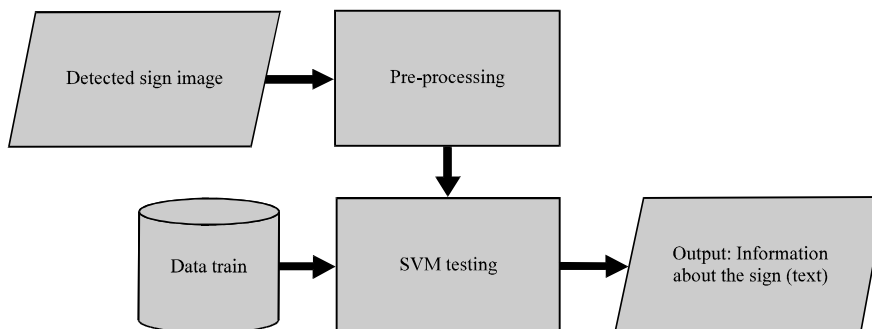 Detected sign image
Pre-processing
Data train
SVM testing
Output: Information
about the sign (text)